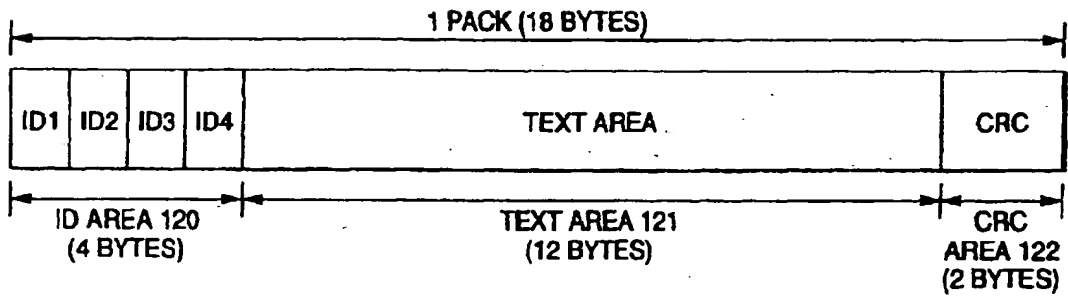 1 PACK (18 BYTES)
ID1 ID2 ID3 ID4 TEXT AREA CRC
ID AREA 120
(4 BYTES)
TEXT AREA 121
(12 BYTES)
CRC
AREA 122
(2 BYTES)